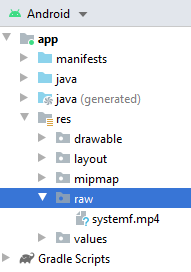 Android
app
manifests
java
java (generated)
res
drawable
layout
mipmap
raw
systemf.mp4
values
Gradle Scripts